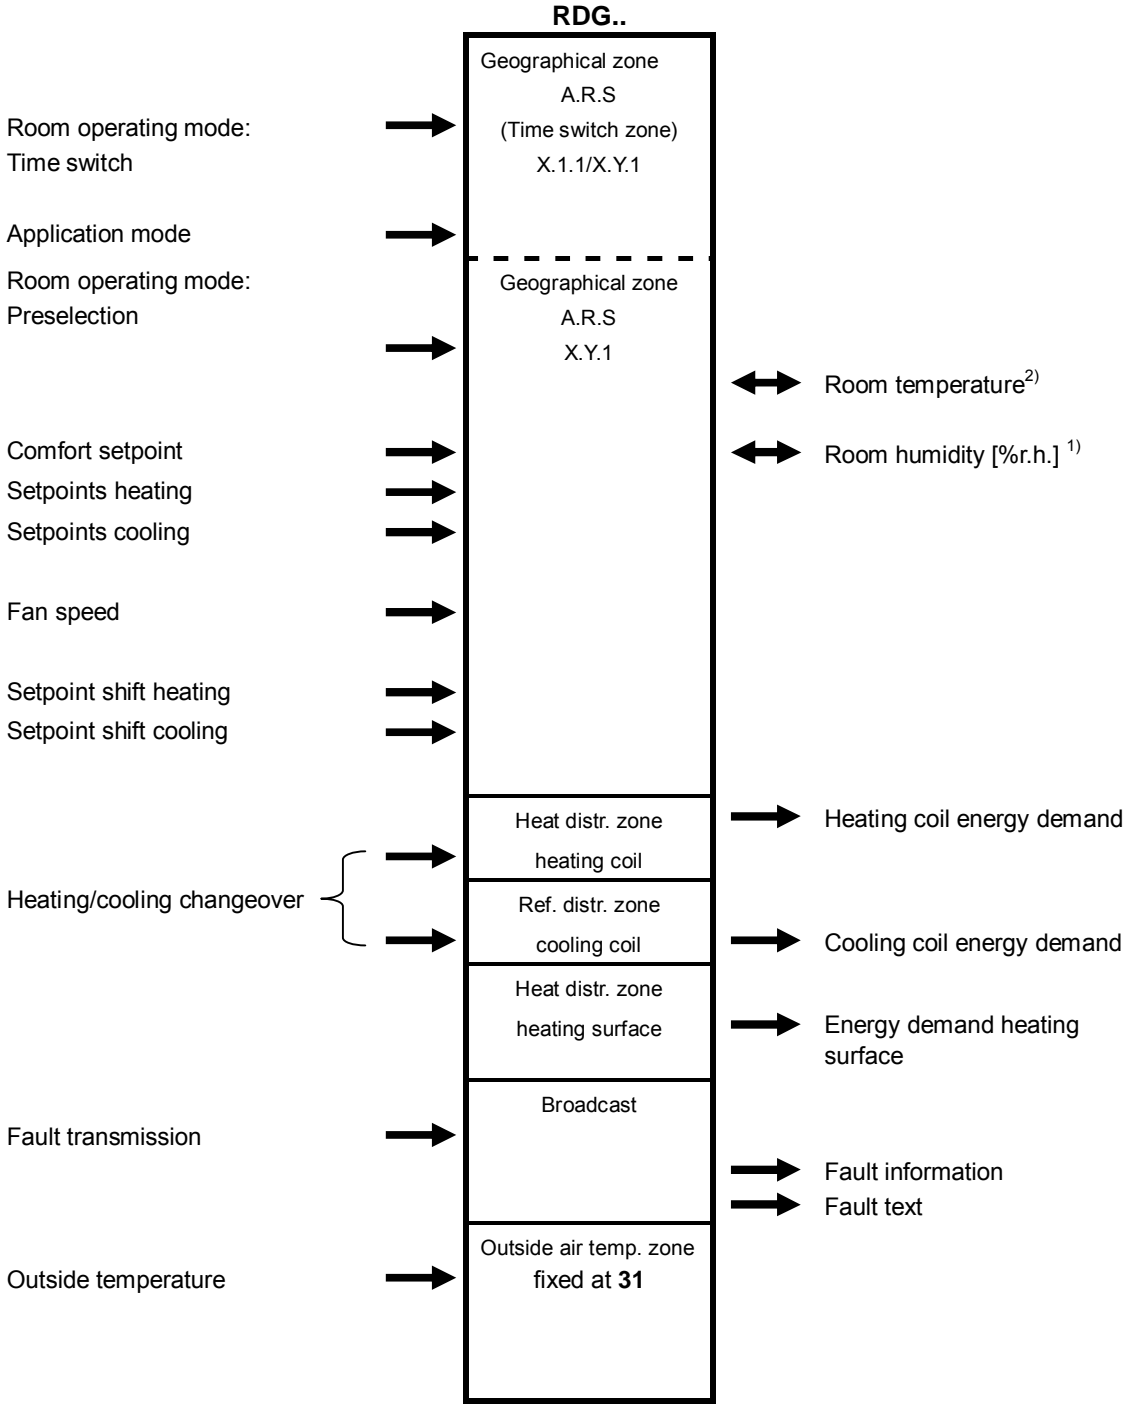 RDG..
Geographical zone
A.R.S
Room operating mode:
(Time switch zone)
Time switch
X.1.1/X.Y.1
Application mode
Room operating mode:
Geographical zone
Preselection
A.R.S
X.Y.1
Room temperature2)
Comfort setpoint
Room humidity [%r.h.] 1)
Setpoints heating
Setpoints cooling
Fan speed
Setpoint shift heating
Setpoint shift cooling
Heat distr. zone
Heating coil energy demand
heating coil
Heating/cooling changeover
Ref. distr. zone
cooling coil
Cooling coil energy demand
Heat distr. zone
heating surface
Energy demand heating
surface
Broadcast
Fault transmission
Fault information
Fault text
Outside air temp. zone
Outside temperature
fixed at 31